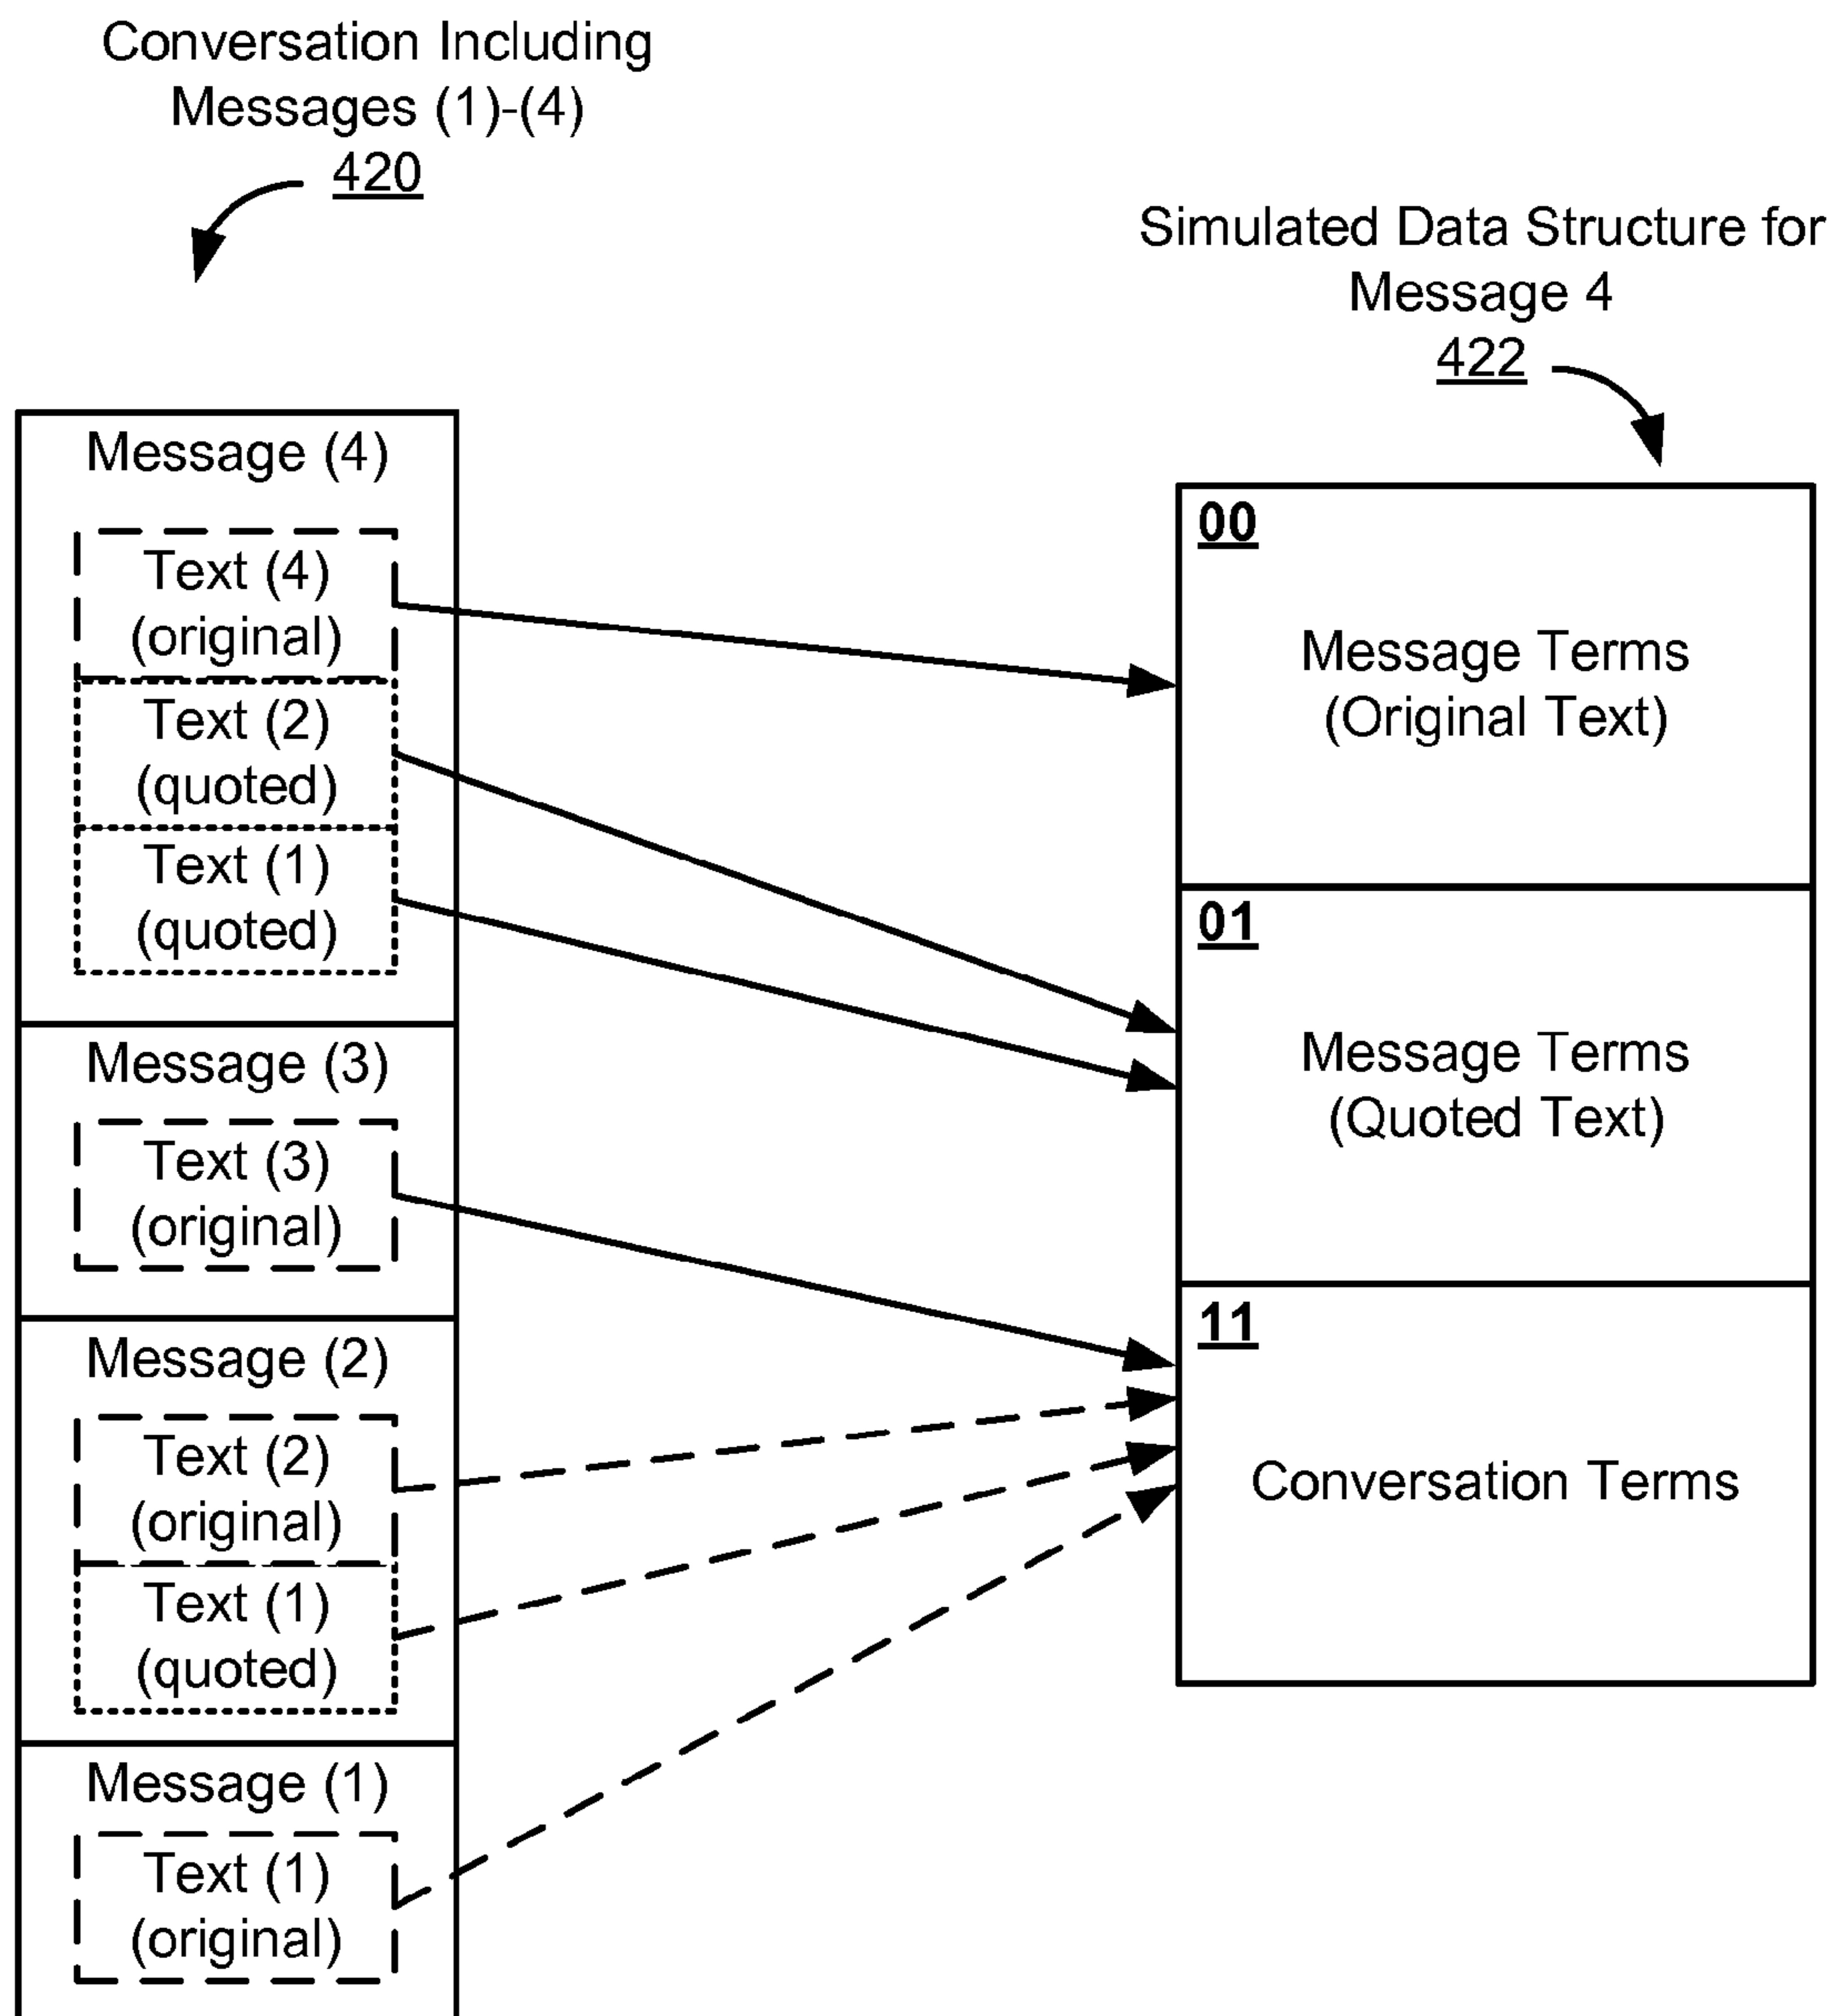 Conversation Including
Messages (1)-(4)
420
Simulated Data Structure for
Message 4
422
Message (4)
Text (4)
(original)
Text (2)
(quoted)
Text (1)
(quoted)
Message (3)
Text (3)
(original)
Message (2)
Text (2)
(original)
Text (1)
(quoted)
Message (1)
Text (1)
(original)
00
Message Terms
(Original Text)
01
Message Terms
(Quoted Text)
11
Conversation Terms